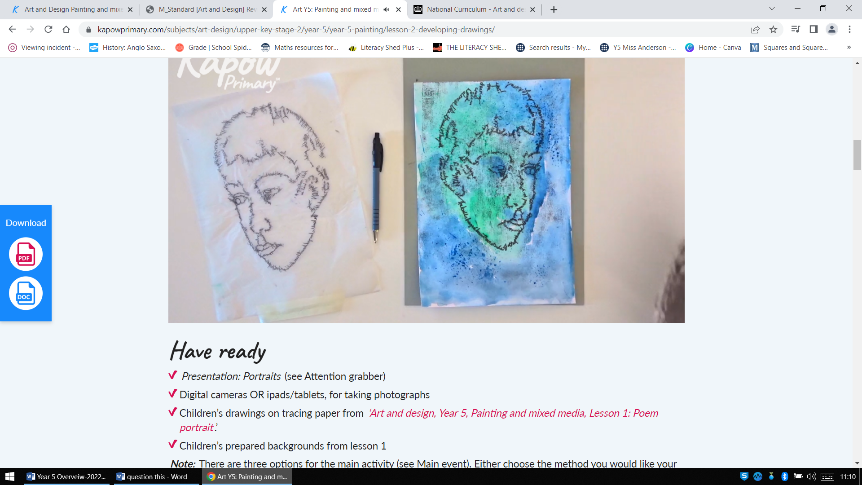 Art and Design Painting and mixe
M_Standard [Art and Design] Rev
Art Y5: Painting and mixed m
National Curriculum - Art and de
kapowprimary.com/subjects/art-design/upper-key-stage-2/year-5/year-5-painting/lesson-2-developing-drawings/
Viewing incident -...
History: Anglo Saxo...
Grade | School Spid...
Maths resources for...
Literacy Shed Plus -...
THE LITERACY SHE...
Search results - My...
Y5 Miss Anderson -...
Home - Canva
Squares and Square...
»
Kapow
Primary™
Download
PDF
DOC
Have ready
Presentation: Portraits (see Attention grabber)
Digital cameras OR ipads/tablets, for taking photographs
Children's drawings on tracing paper from 'Art and design, Year 5, Painting and mixed media, Lesson 1: Poem
portrait.'
Children's prepared backgrounds from lesson 1
Note: There are three options for the main activity (see Main event). Either choose the method you would like your
Year 5 Overveiw-2022...
question this - Word
Art Y5: Painting and m...
11:10